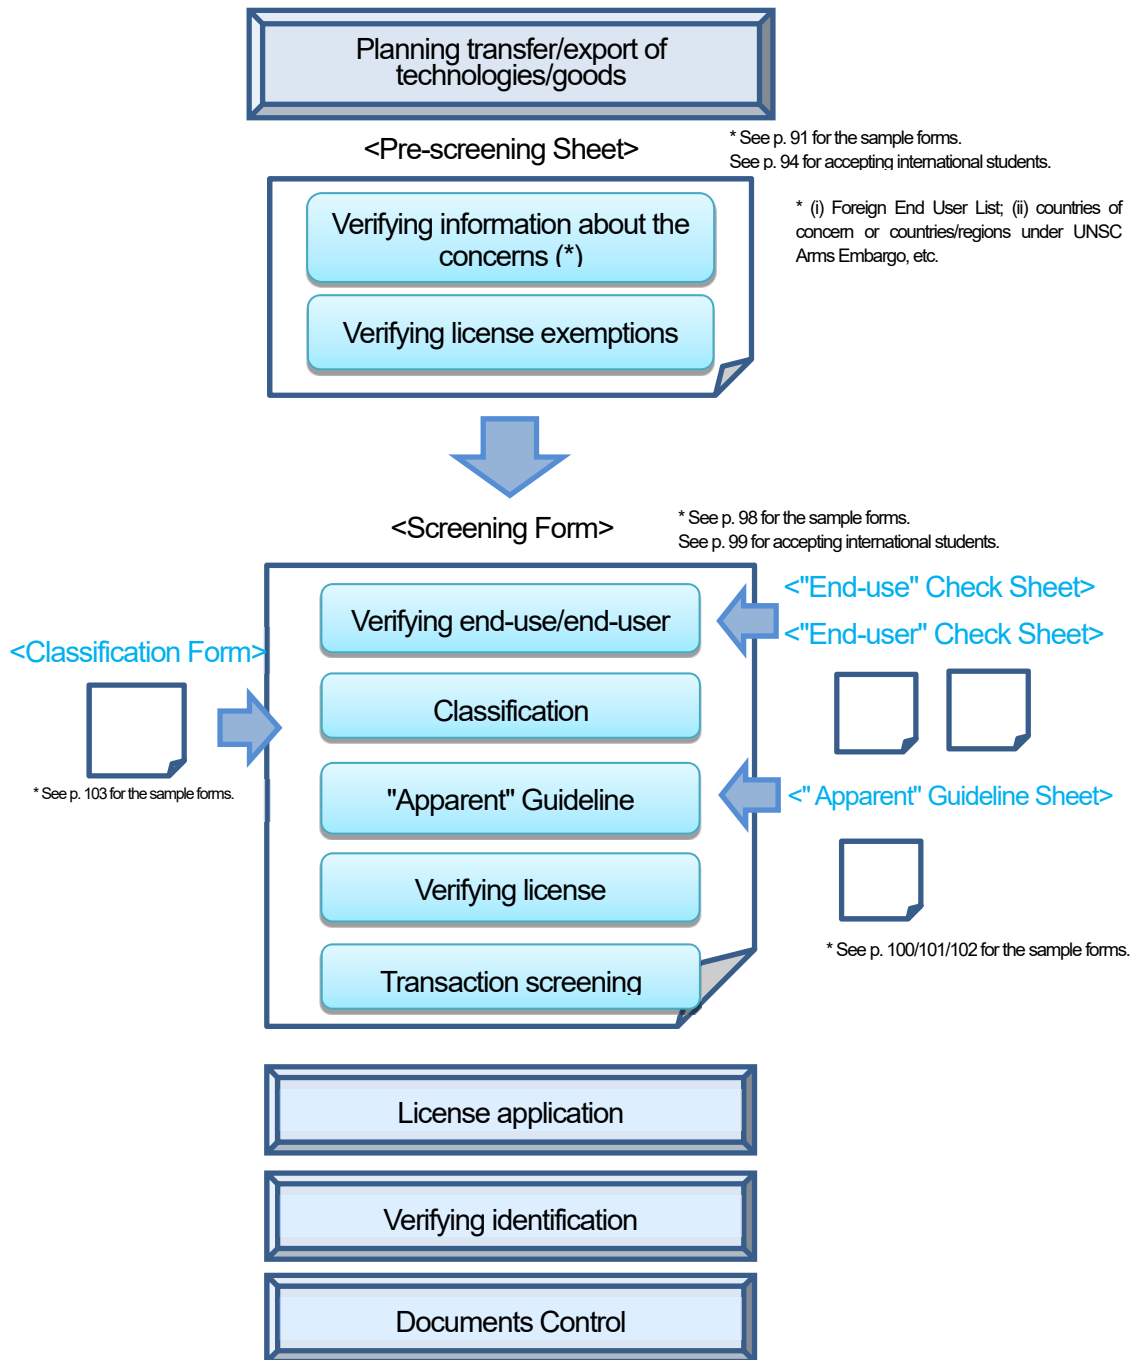 Planning transfer/export of
technologies/goods
<Pre-screening Sheet>
* See p. 91 for the sample forms.
See p. 94 for accepting international students.
Verifying information about the
concerns (*)
* (i) Foreign End User List; (ii) countries of
concern or countries/regions under UNSC
Arms Embargo, etc.
Verifying license exemptions
<Screening Form>
* See p. 98 for the sample forms.
See p. 99 for accepting international students.
<"End-use" Check Sheet>
Verifying end-use/end-user
<"End-user" Check Sheet>
<Classification Form>
Classification
* See p. 103 for the sample forms.
"Apparent" Guideline
<" Apparent" Guideline Sheet>
Verifying license
* See p. 100/101/102 for the sample forms.
Transaction screening
License application
Verifying identification
Documents Control